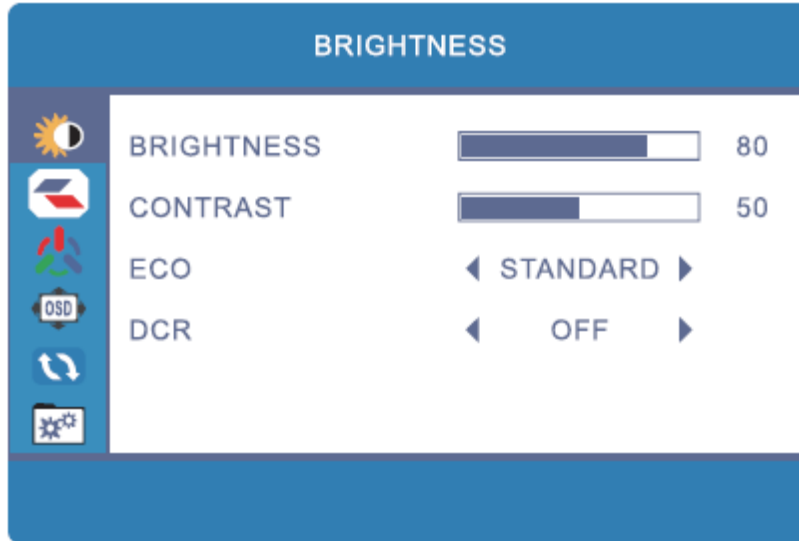 BRIGHTNESS
BRIGHTNESS 80
CONTRAST 50
ECO STANDARD
OSD
DCR OFF